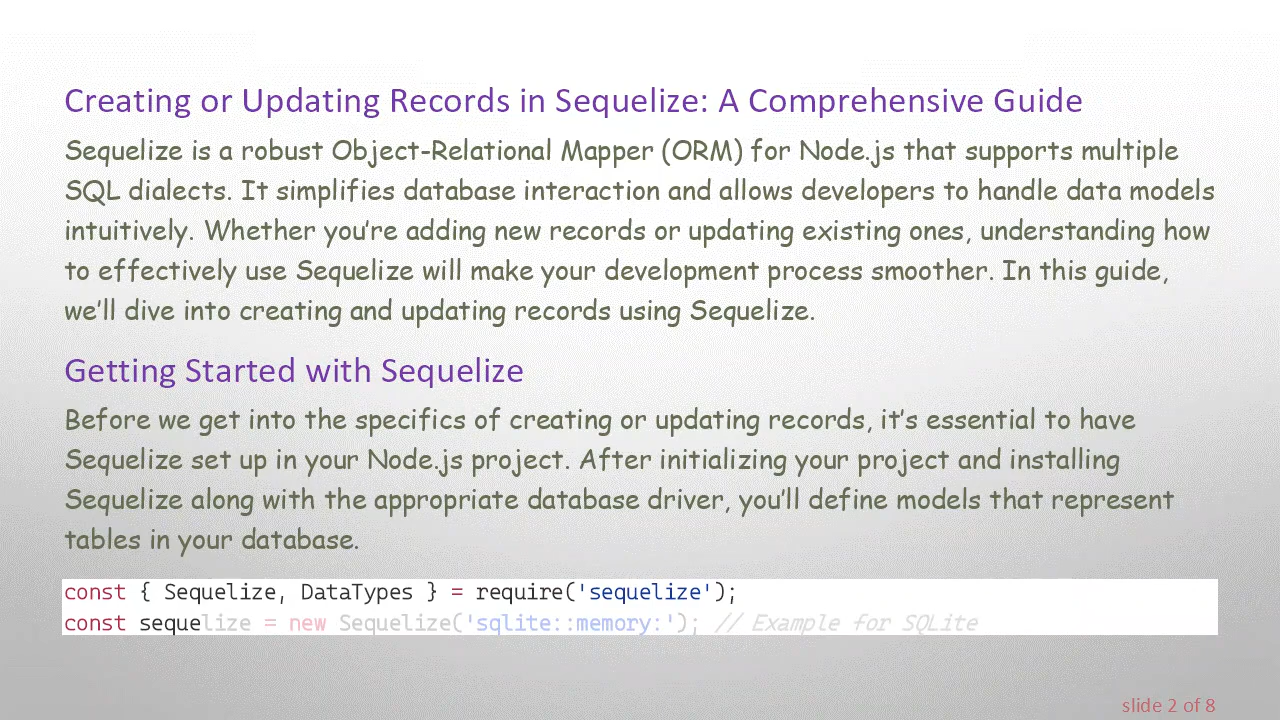 Creating or Updating Records in Sequelize: A Comprehensive Guide
Sequelize is a robust Object-Relational Mapper (ORM) for Node.js that supports multiple
SQL dialects. It simplifies database interaction and allows developers to handle data models
intuitively. Whether you’re adding new records or updating existing ones, understanding how
to effectively use Sequelize will make your development process smoother. In this guide,
we’ll dive into creating and updating records using Sequelize.
Getting Started with Sequelize
Before we get into the specifics of creating or updating records, it’s essential to have
Sequelize set up in your Node.js project. After initializing your project and installing
Sequelize along with the appropriate database driver, you’ll define models that represent
tables in your database.
const { Sequelize, DataTypes } = require('sequelize');
const sequelize = new Sequelize('sqlite::memory:'); // Example for SQLite
slide 2 of 8